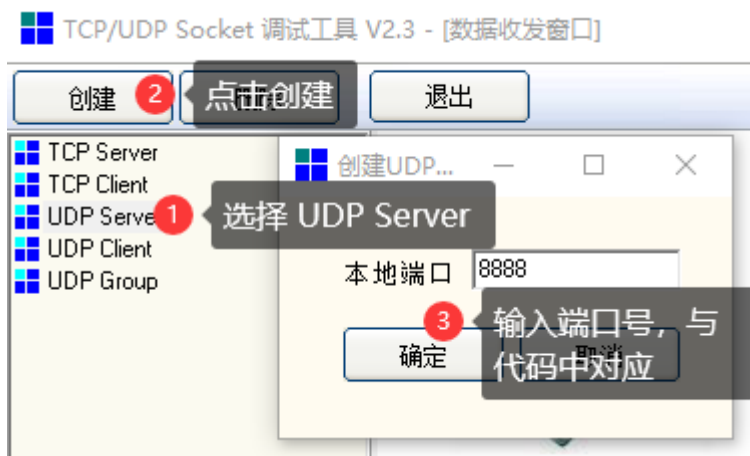 TCP/UDP Socket 调试工具 V2.3 - [数据收发窗口]
创建 2 点击创建 退出
TCP Server
TCP Client
UDP Serve 1 选择 UDP Server
UDP Client
UDP Group
创建UDP...
本地端口 8888
3 输入端口号，与
代码中对应
确定 取消